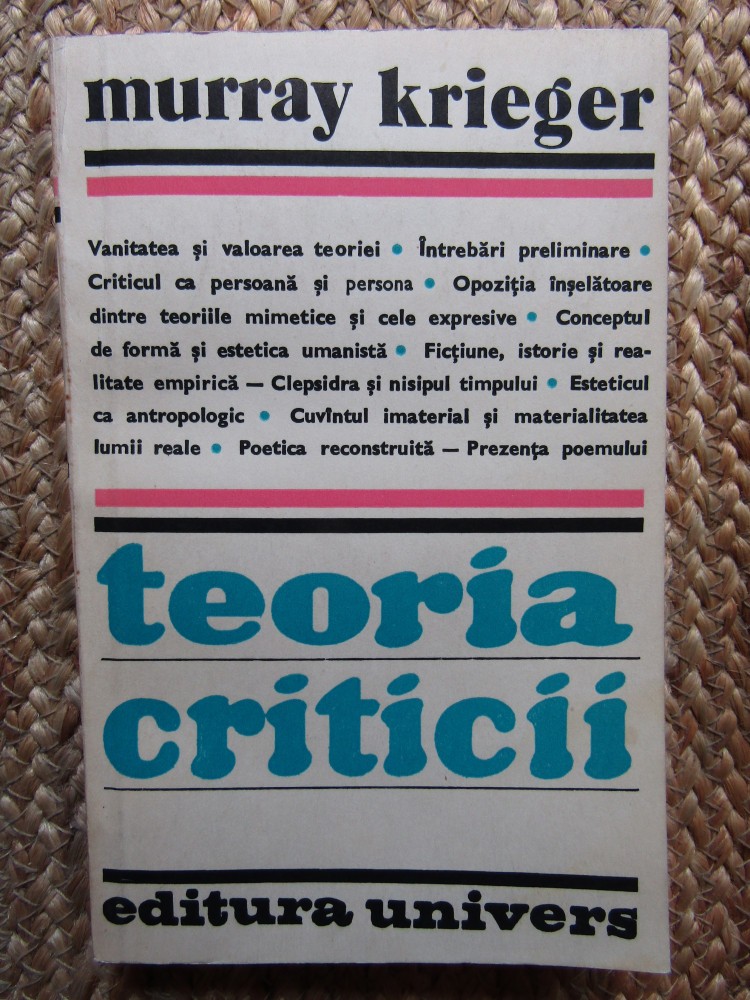 murray krieger
Vanitatea și valoarea teoriei • Întrebări preliminare •
Criticul ca persoană și persona • Opoziția înșelătoare
dintre teoriile mimetice și cele expresive • Conceptul
de formă și estetica umanistă • Ficțiune, istorie și rea-
litate empirică — Clepsidra și nisipul timpului • Esteticul
ca antropologic • Cuvîntul imaterial și materialitatea
lumii reale • Poetica reconstruită — Prezența poemului
teoria
criticii
editura univers